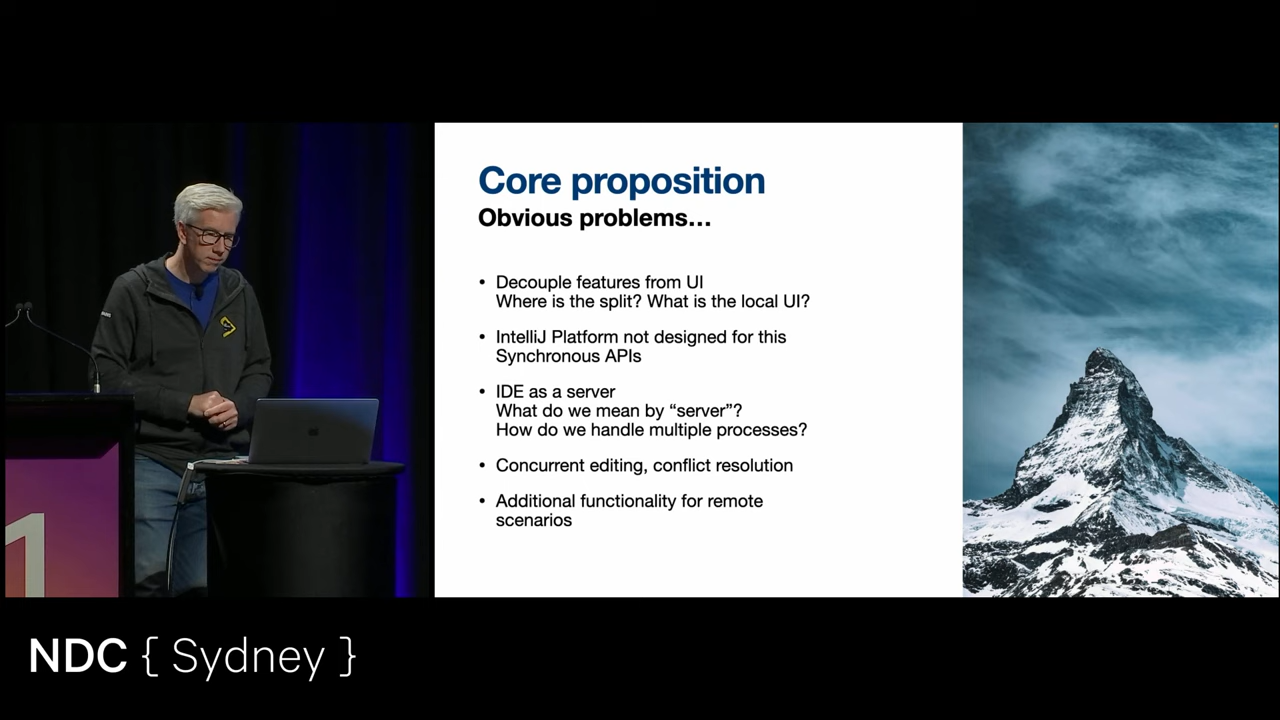 Core proposition
Obvious problems…
• Decouple features from UI
Where is the split? What is the local UI?
• IntelliJ Platform not designed for this
Synchronous APIs
• IDE as a server
What do we mean by “server”?
How do we handle multiple processes?
• Concurrent editing, conflict resolution
• Additional functionality for remote
scenarios
1
NDC { Sydney }